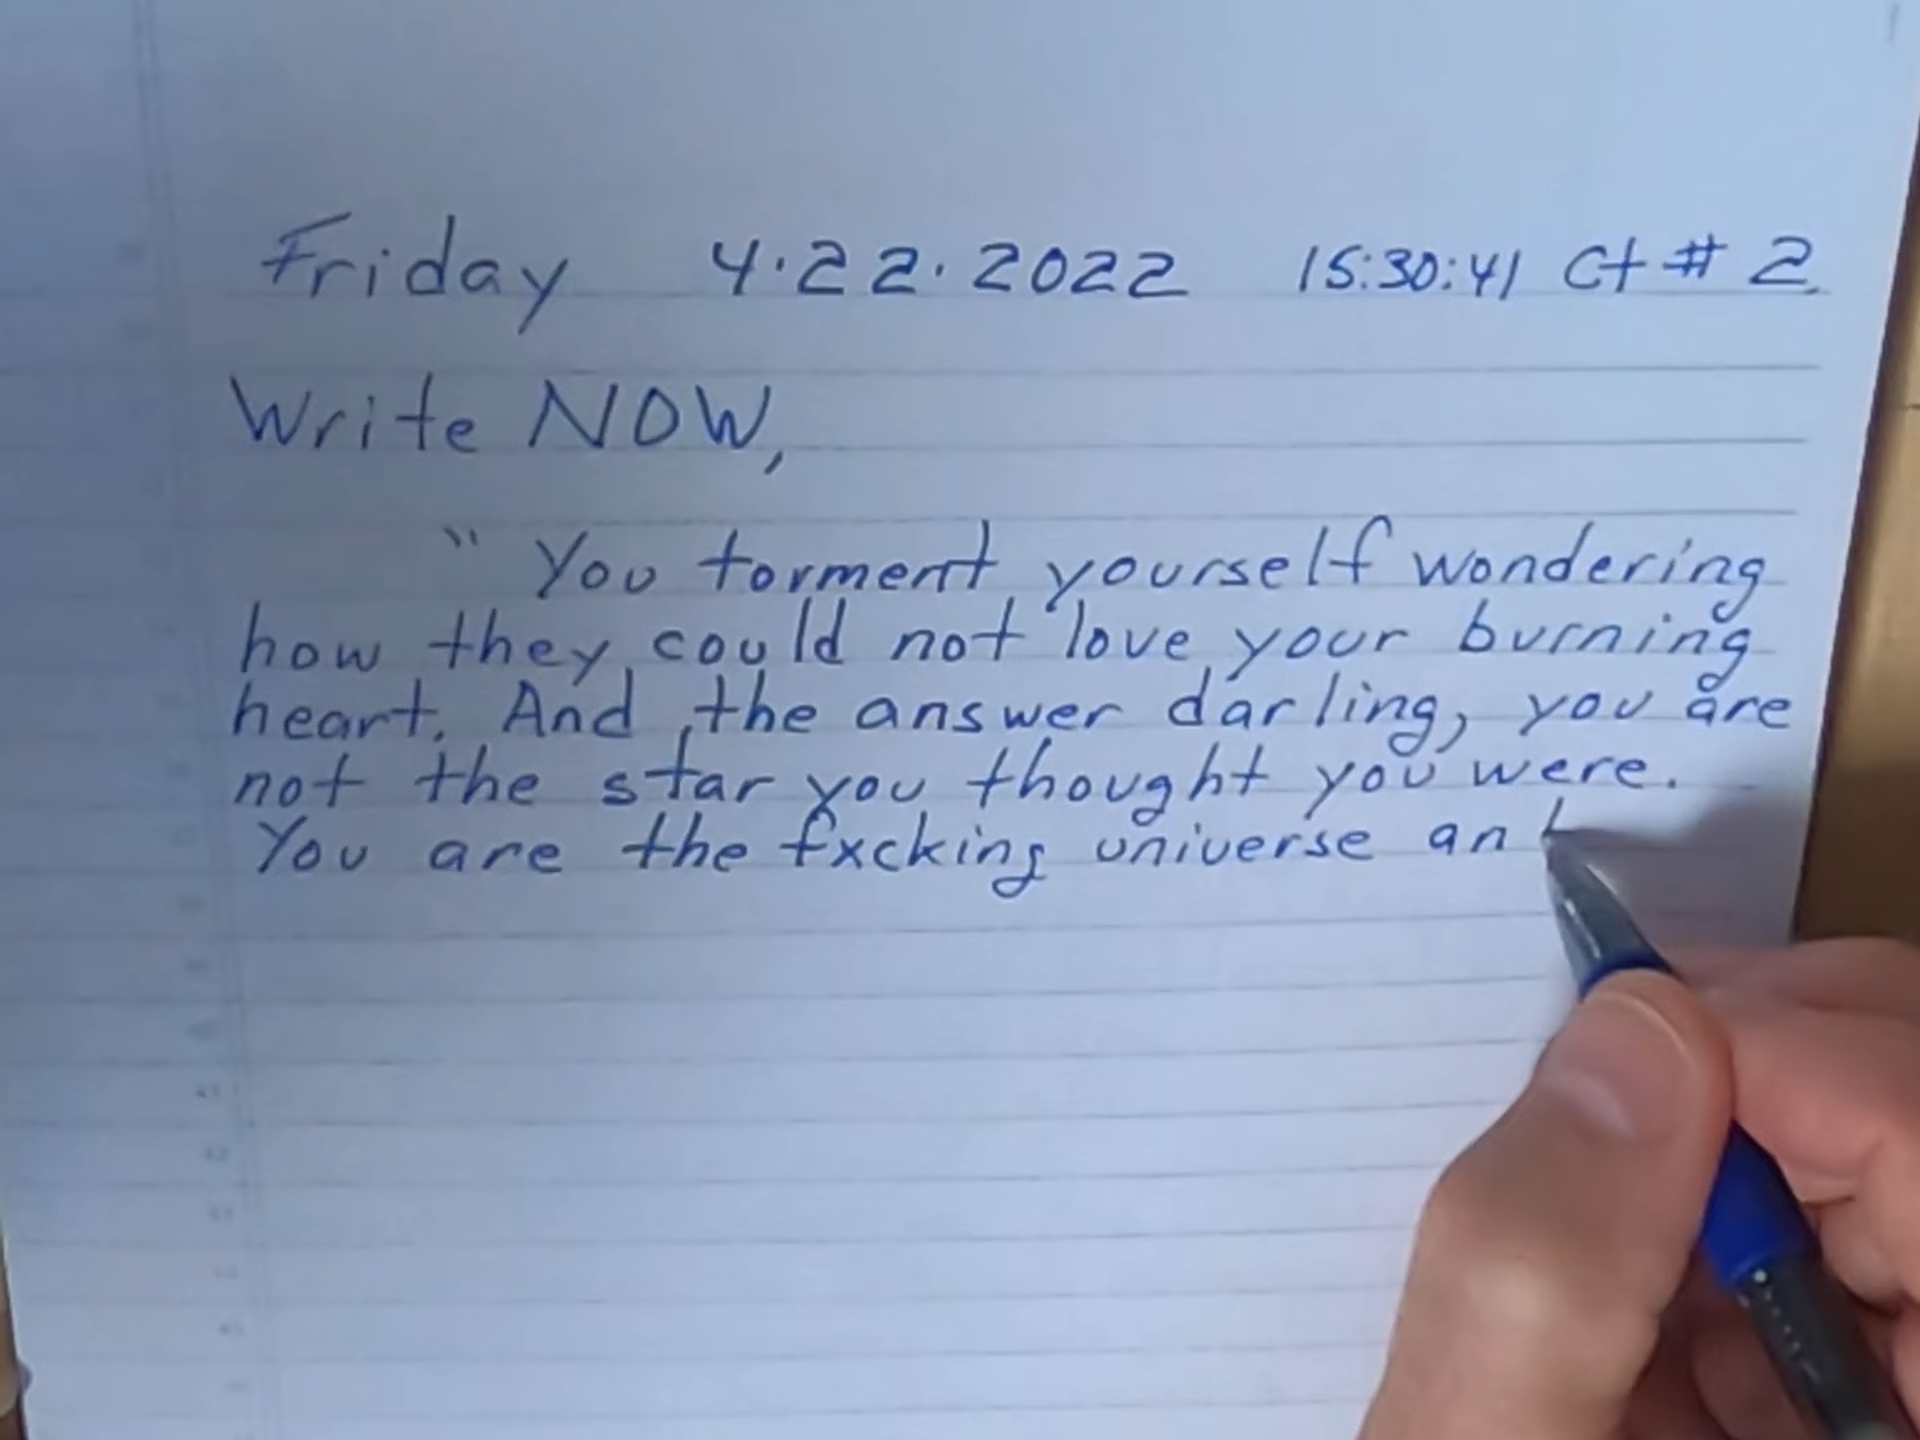 Friday 4.22.2022 15:30:41 Ct # 2
Write NOW,
"You torment yourself wondering
how they could not love your burning
heart. And the answer darling, you are
not the star you thought you were.
You are the fxcking universe an